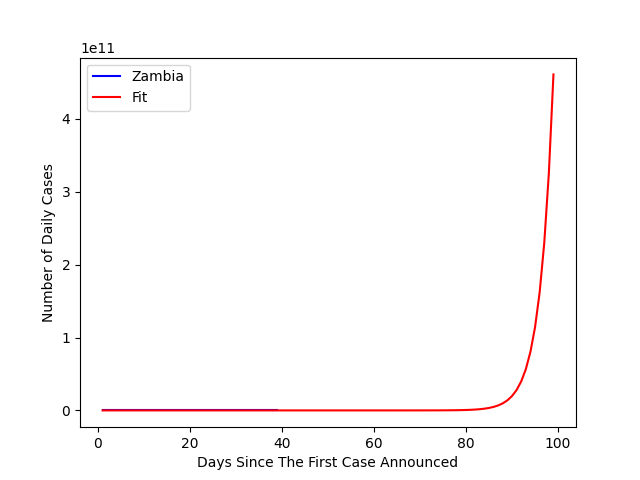 1e11
Zambia
Fit
4
3
2
1
0
Number of Daily Cases
0 20 40 60 80 100
Days Since The First Case Announced